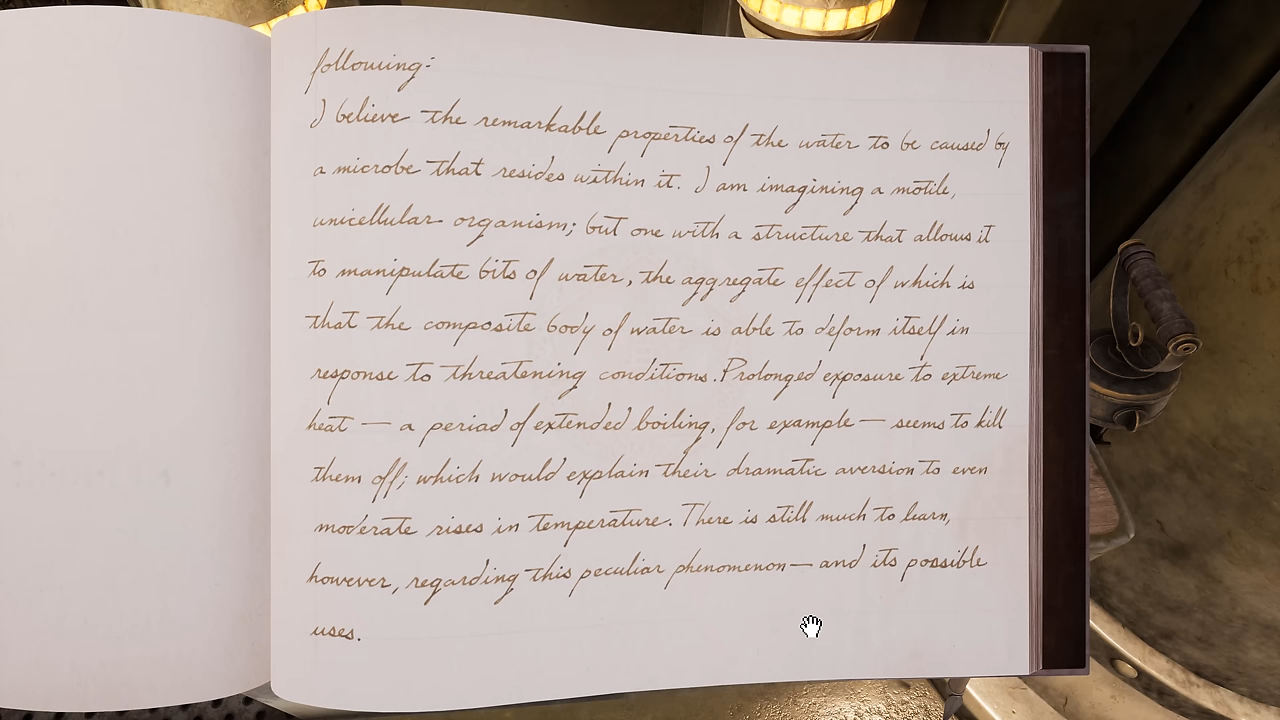 following:
I believe the remarkable properties of the water to be caused by
a microbe that resides within it. I am imagining a motile,
unicellular organism; but one with a structure that allows it
to manipulate bits of water, the aggregate effect of which is
that the composite body of water is able to deform itself in
response to threatening conditions. Prolonged exposure to extreme
heat — a period of extended boiling, for example — seems to kill
them off; which would explain their dramatic aversion to even
moderate rises in temperature. There is still much to learn,
however, regarding this peculiar phenomenon — and its possible
uses.